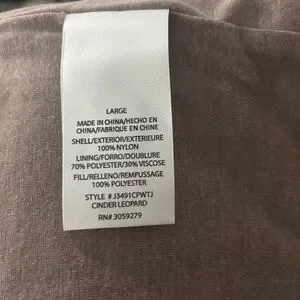 LARGE
MADE IN CHINA/HECHO EN
CHINA/FABRIQUE EN CHINE
SHELL/EXTERIOR/EXTERIEURE
100% NYLON
LINING/FORRO/DOUBLURE
70% POLYESTER/30% VISCOSE
FILL/RELLENO/REMPUSSAGE
100% POLYESTER
STYLE # J3491CPWTJ
CINDER LEOPARD
RN# 3059279